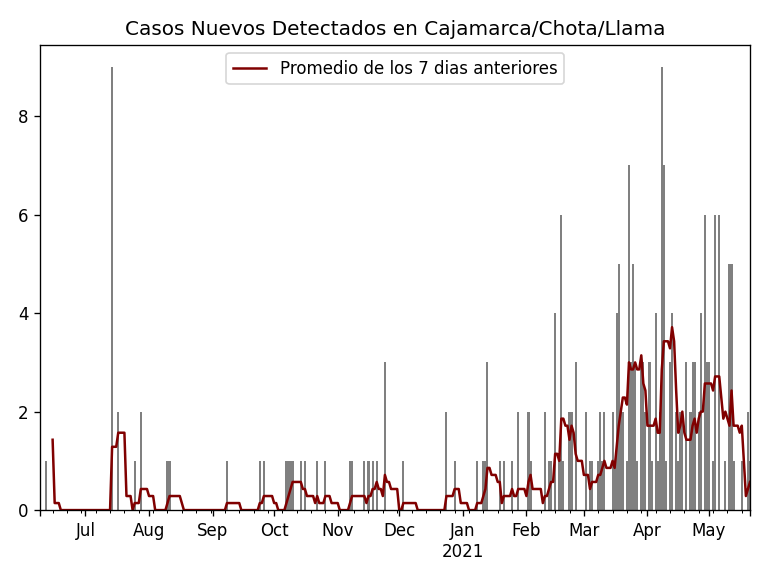 Casos Nuevos Detectados en Cajamarca/Chota/Llama
Promedio de los 7 dias anteriores
8
6
4
2
0
Jul Aug Sep Oct Nov Dec Jan Feb Mar Apr May
2021